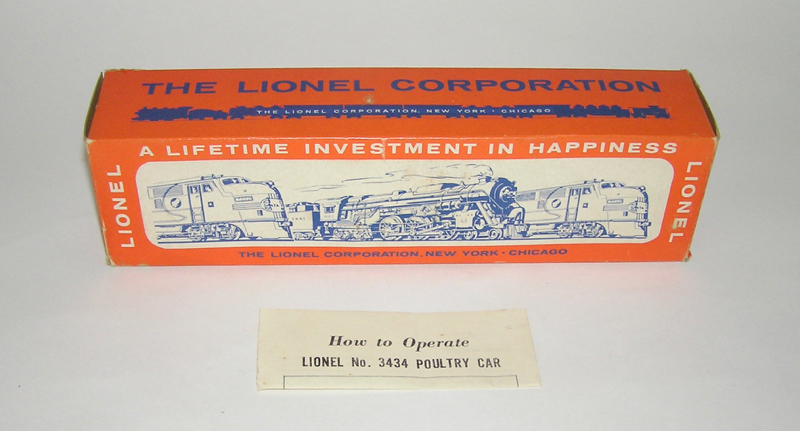 THE LIONEL CORPORATION
THE LIONEL CORPORATION, NEW YORK · CHICAGO
A LIFETIME INVESTMENT IN HAPPINESS
LIONEL
LIONEL
THE LIONEL CORPORATION, NEW YORK · CHICAGO
How to Operate
LIONEL No. 3434 POULTRY CAR